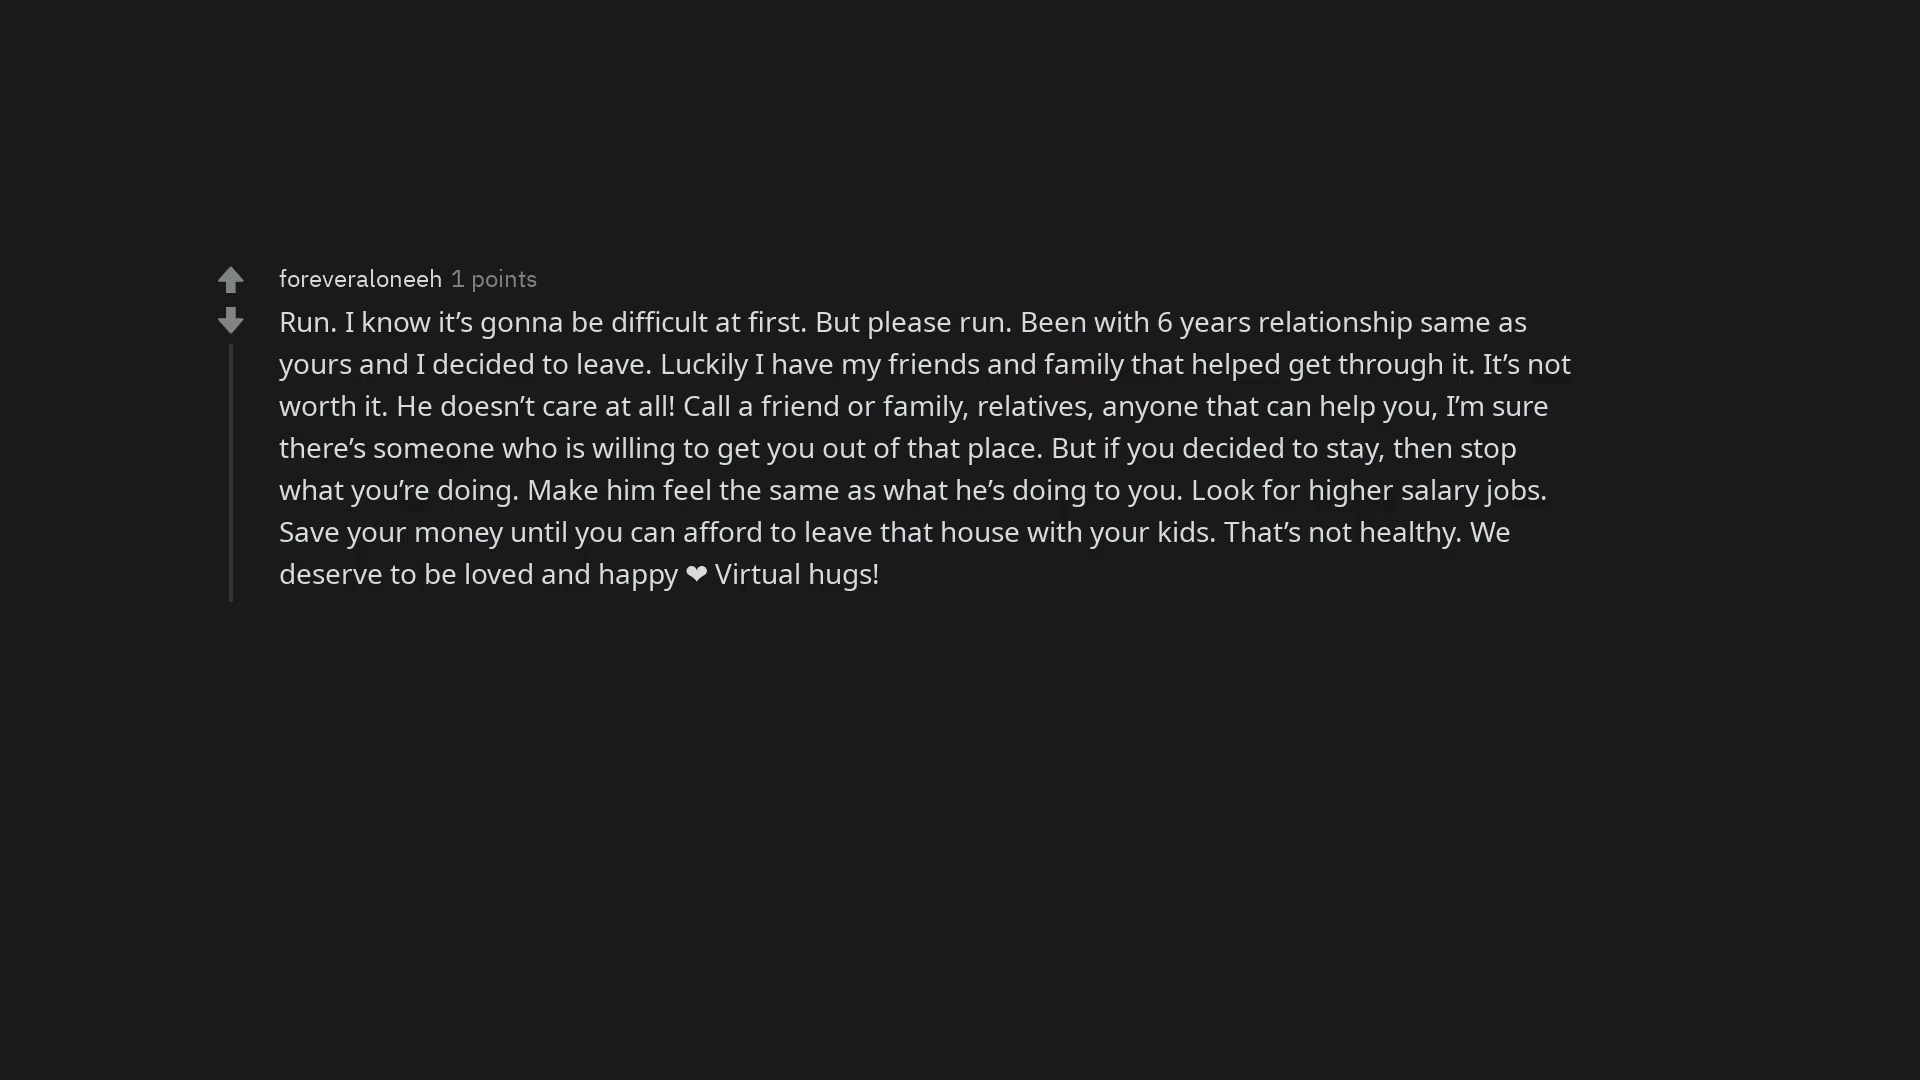 foreveraloneeh 1 points
Run. I know it’s gonna be difficult at first. But please run. Been with 6 years relationship same as
yours and I decided to leave. Luckily I have my friends and family that helped get through it. It’s not
worth it. He doesn’t care at all! Call a friend or family, relatives, anyone that can help you, I’m sure
there’s someone who is willing to get you out of that place. But if you decided to stay, then stop
what you’re doing. Make him feel the same as what he’s doing to you. Look for higher salary jobs.
Save your money until you can afford to leave that house with your kids. That’s not healthy. We
deserve to be loved and happy ❤ Virtual hugs!